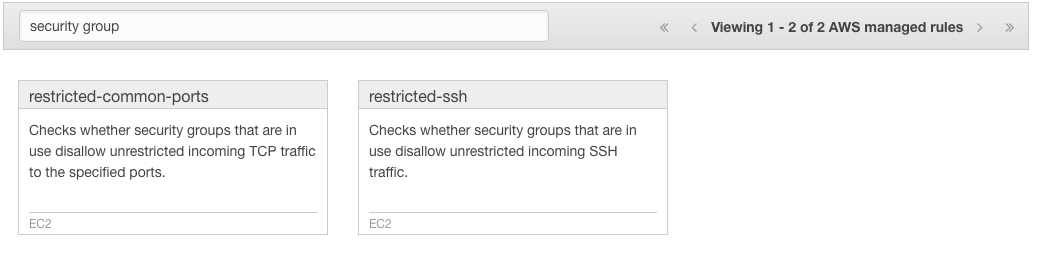 security group
« ‹ Viewing 1 - 2 of 2 AWS managed rules › »
restricted-common-ports
Checks whether security groups that are in
use disallow unrestricted incoming TCP traffic
to the specified ports.
EC2
restricted-ssh
Checks whether security groups that are in
use disallow unrestricted incoming SSH
traffic.
EC2